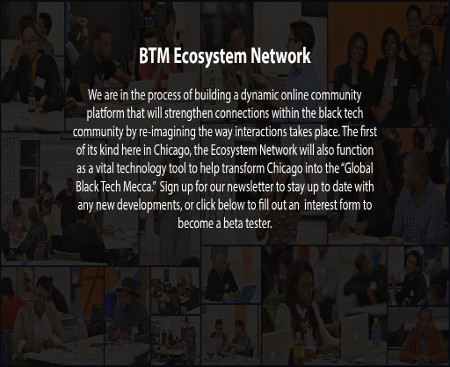 BTM Ecosystem Network
We are in the process of building a dynamic online community
platform that will strengthen connections within the black tech
community by re-imagining the way interactions takes place. The first
of its kind here in Chicago, the Ecosystem Network will also function
as a vital technology tool to help transform Chicago into the “Global
Black Tech Mecca.” Sign up for our newsletter to stay up to date with
any new developments, or click below to fill out an interest form to
become a beta tester.